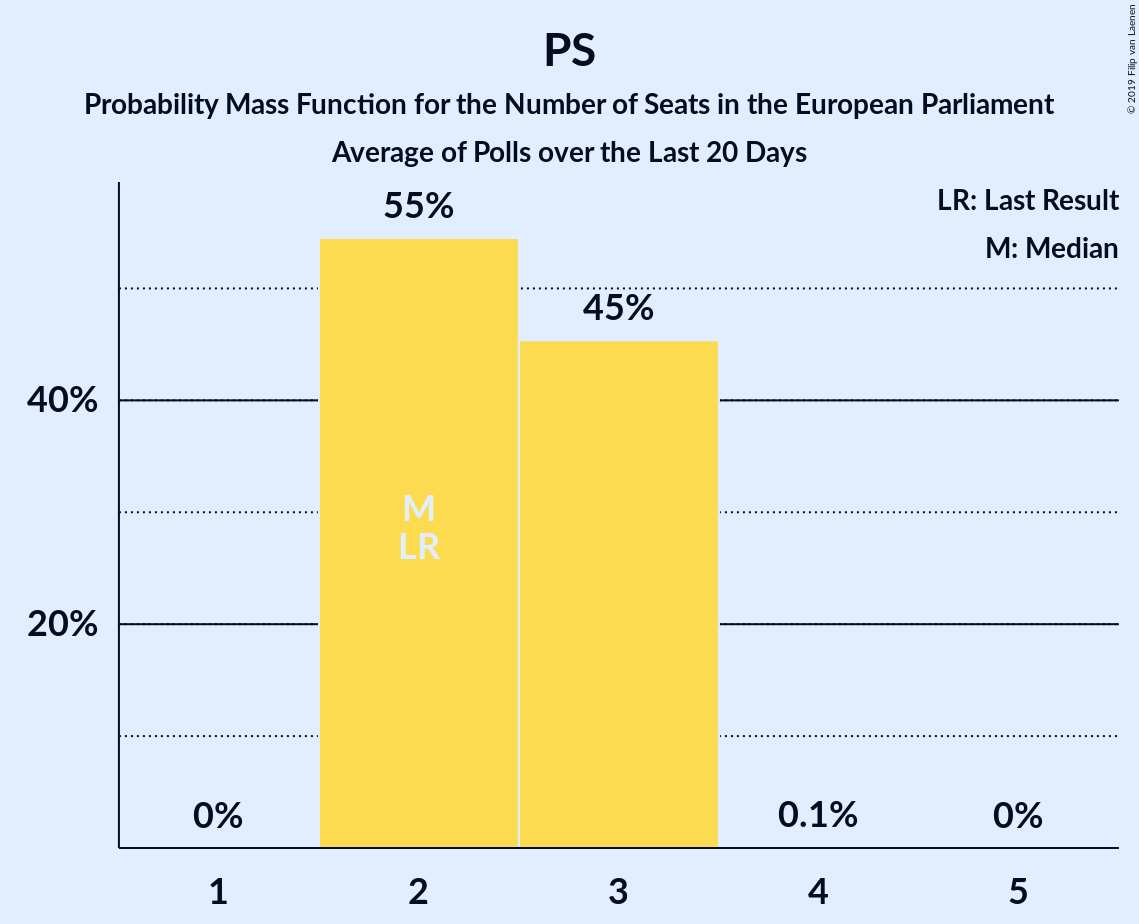 PS
Probability Mass Function for the Number of Seats in the European Parliament
Average of Polls over the Last 20 Days
© 2019 Filip van Laenen
LR: Last Result
M: Median
55%
45%
40%
M
LR
20%
0%
0.1%
0%
1
2
3
4
5